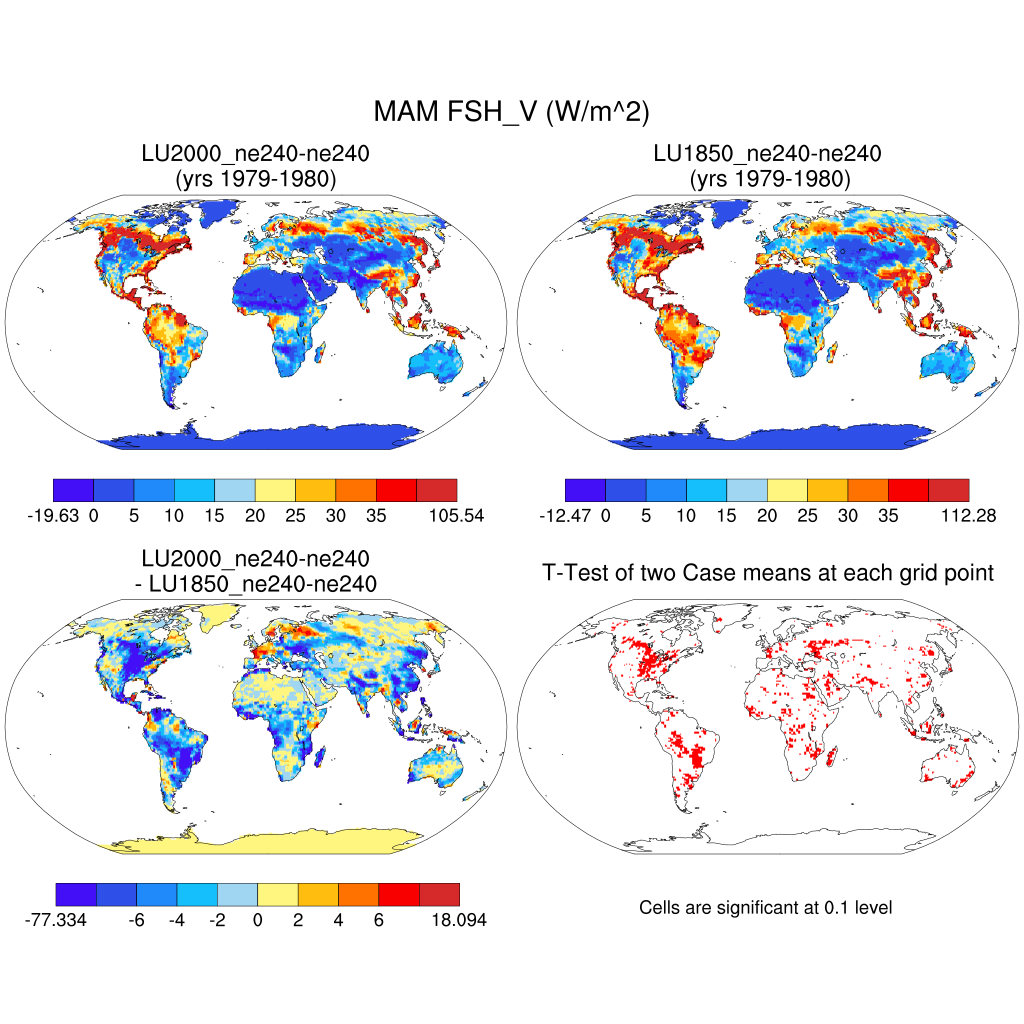 MAM FSH_V (W/m^2)
LU2000_ne240-ne240
(yrs 1979-1980)
LU1850_ne240-ne240
(yrs 1979-1980)
-19.63 0 5 10 15 20 25 30 35 105.54
-12.47 0 5 10 15 20 25 30 35 112.28
LU2000_ne240-ne240
- LU1850_ne240-ne240
T-Test of two Case means at each grid point
-77.334 -6 -4 -2 0 2 4 6 18.094
Cells are significant at 0.1 level